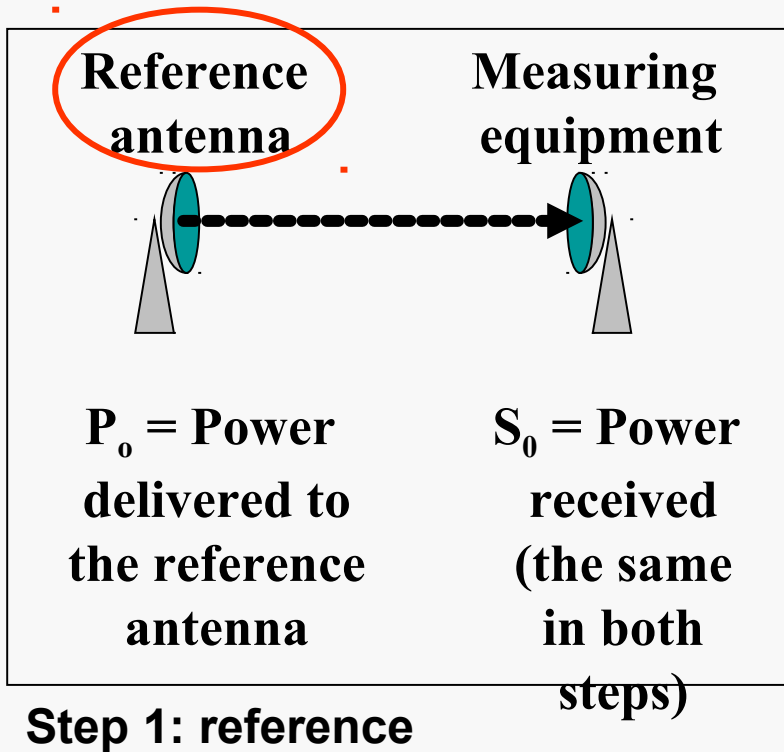 Reference
antenna
Measuring
equipment
Pₒ = Power
delivered to
the reference
antenna
S₀ = Power
received
(the same
in both
steps)
Step 1: reference